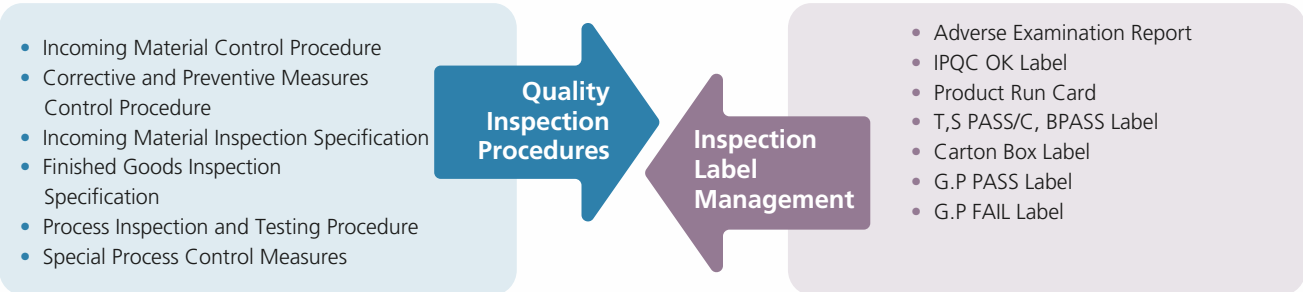 • Incoming Material Control Procedure
• Corrective and Preventive Measures
Control Procedure
• Incoming Material Inspection Specification
• Finished Goods Inspection
Specification
• Process Inspection and Testing Procedure
• Special Process Control Measures
Quality
Inspection
Procedures
Inspection
Label
Management
• Adverse Examination Report
• IPQC OK Label
• Product Run Card
• T,S PASS/C, BPASS Label
• Carton Box Label
• G.P PASS Label
• G.P FAIL Label